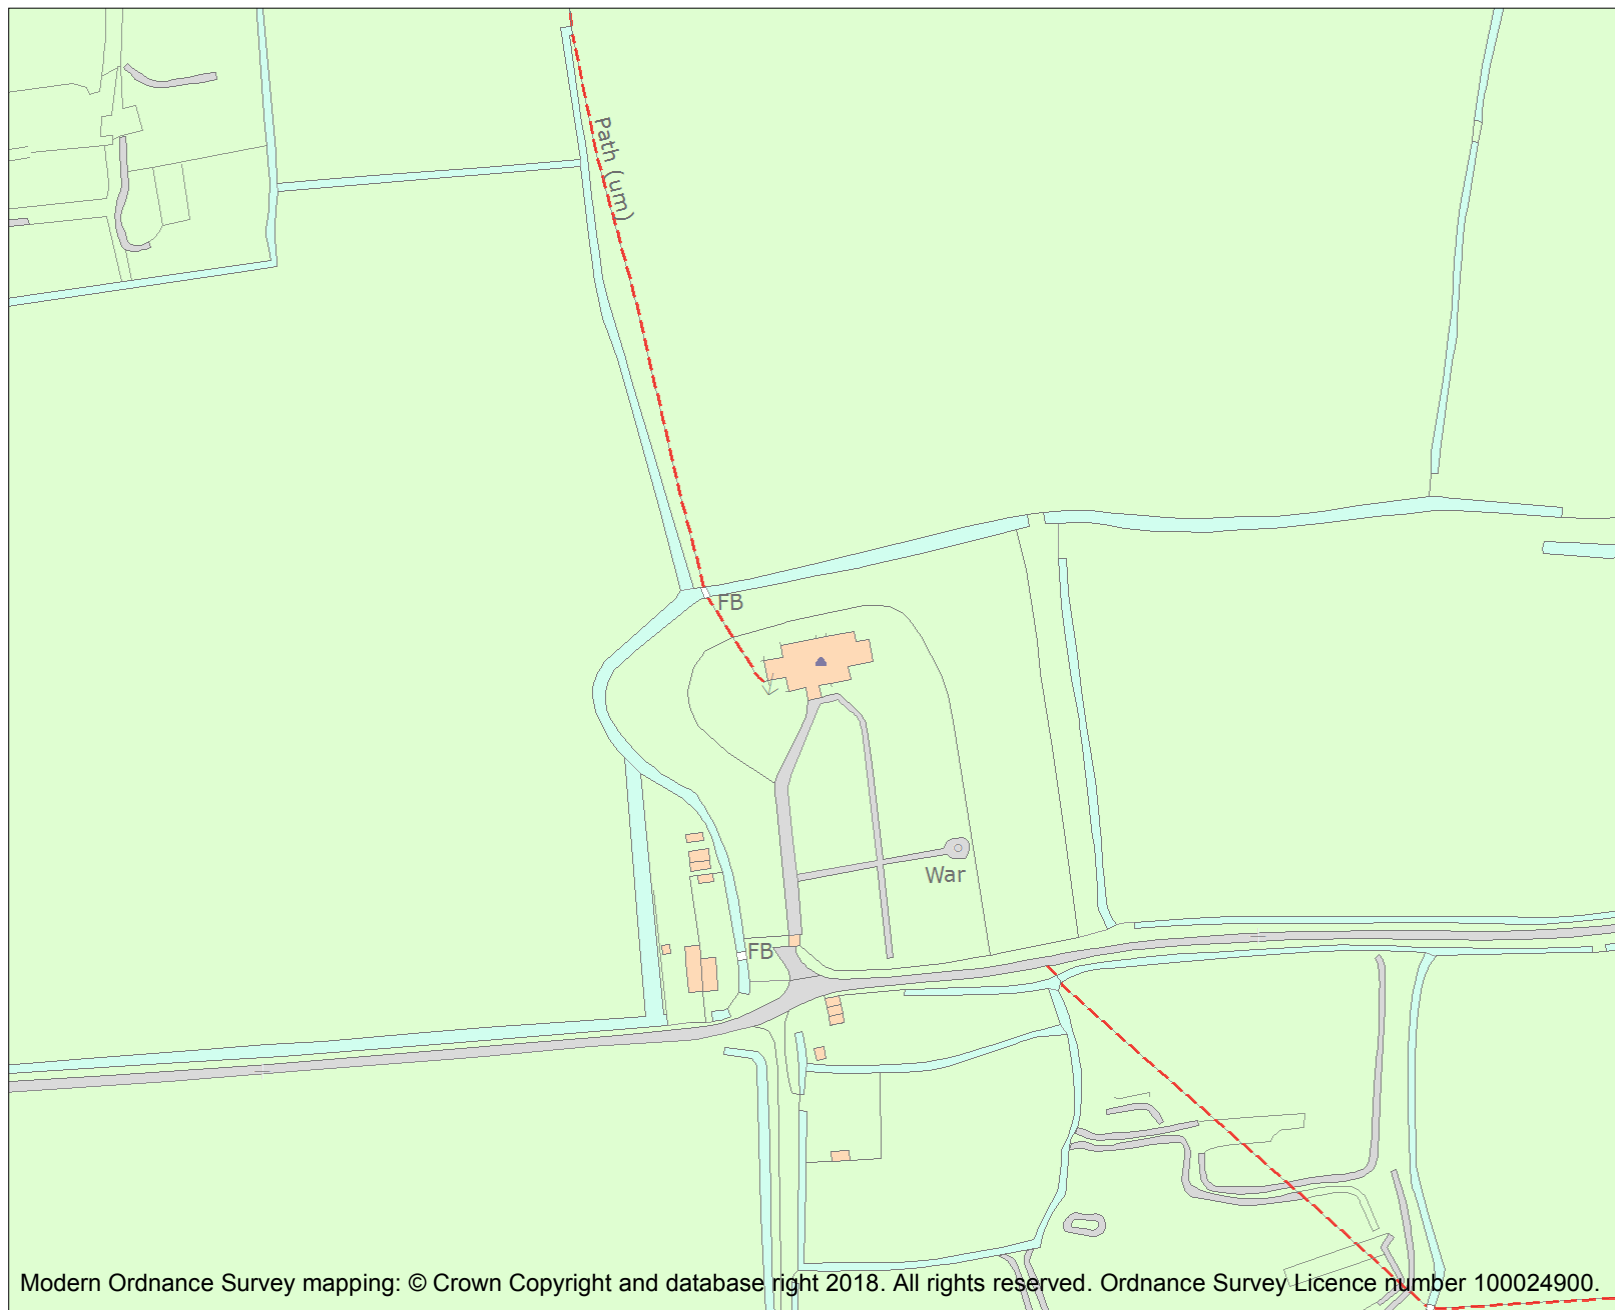 Path (um)
FB
War
FB
Modern Ordnance Survey mapping: © Crown Copyright and database right 2018. All rights reserved. Ordnance Survey Licence number 100024900.